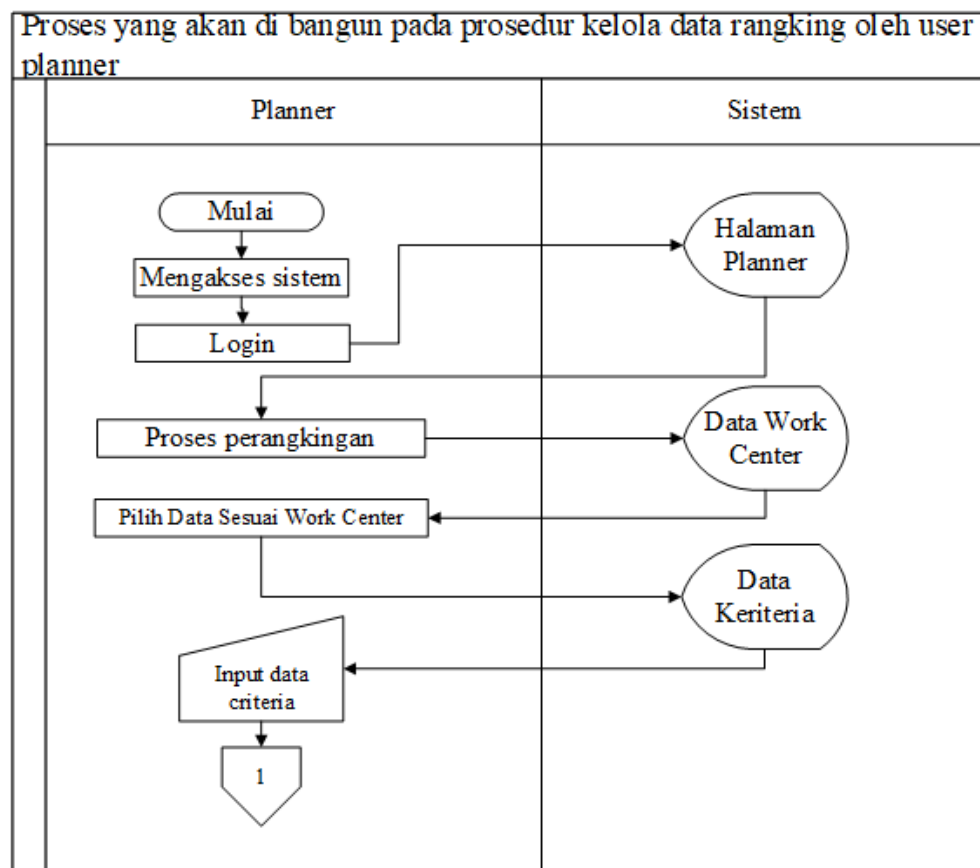 Proses yang akan di bangun pada prosedur kelola data rangking oleh user
planner
Planner
Sistem
Mulai
Mengakses sistem
Login
Halaman
Planner
Proses perangkingan
Data Work
Center
Pilih Data Sesuai Work Center
Data
Keriteria
Input data
criteria
1